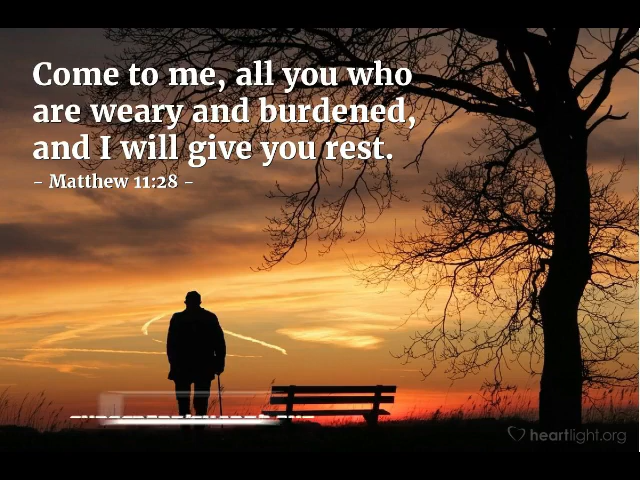 Come to me, all you who
are weary and burdened,
and I will give you rest.
- Matthew 11:28 -
heartlight.org